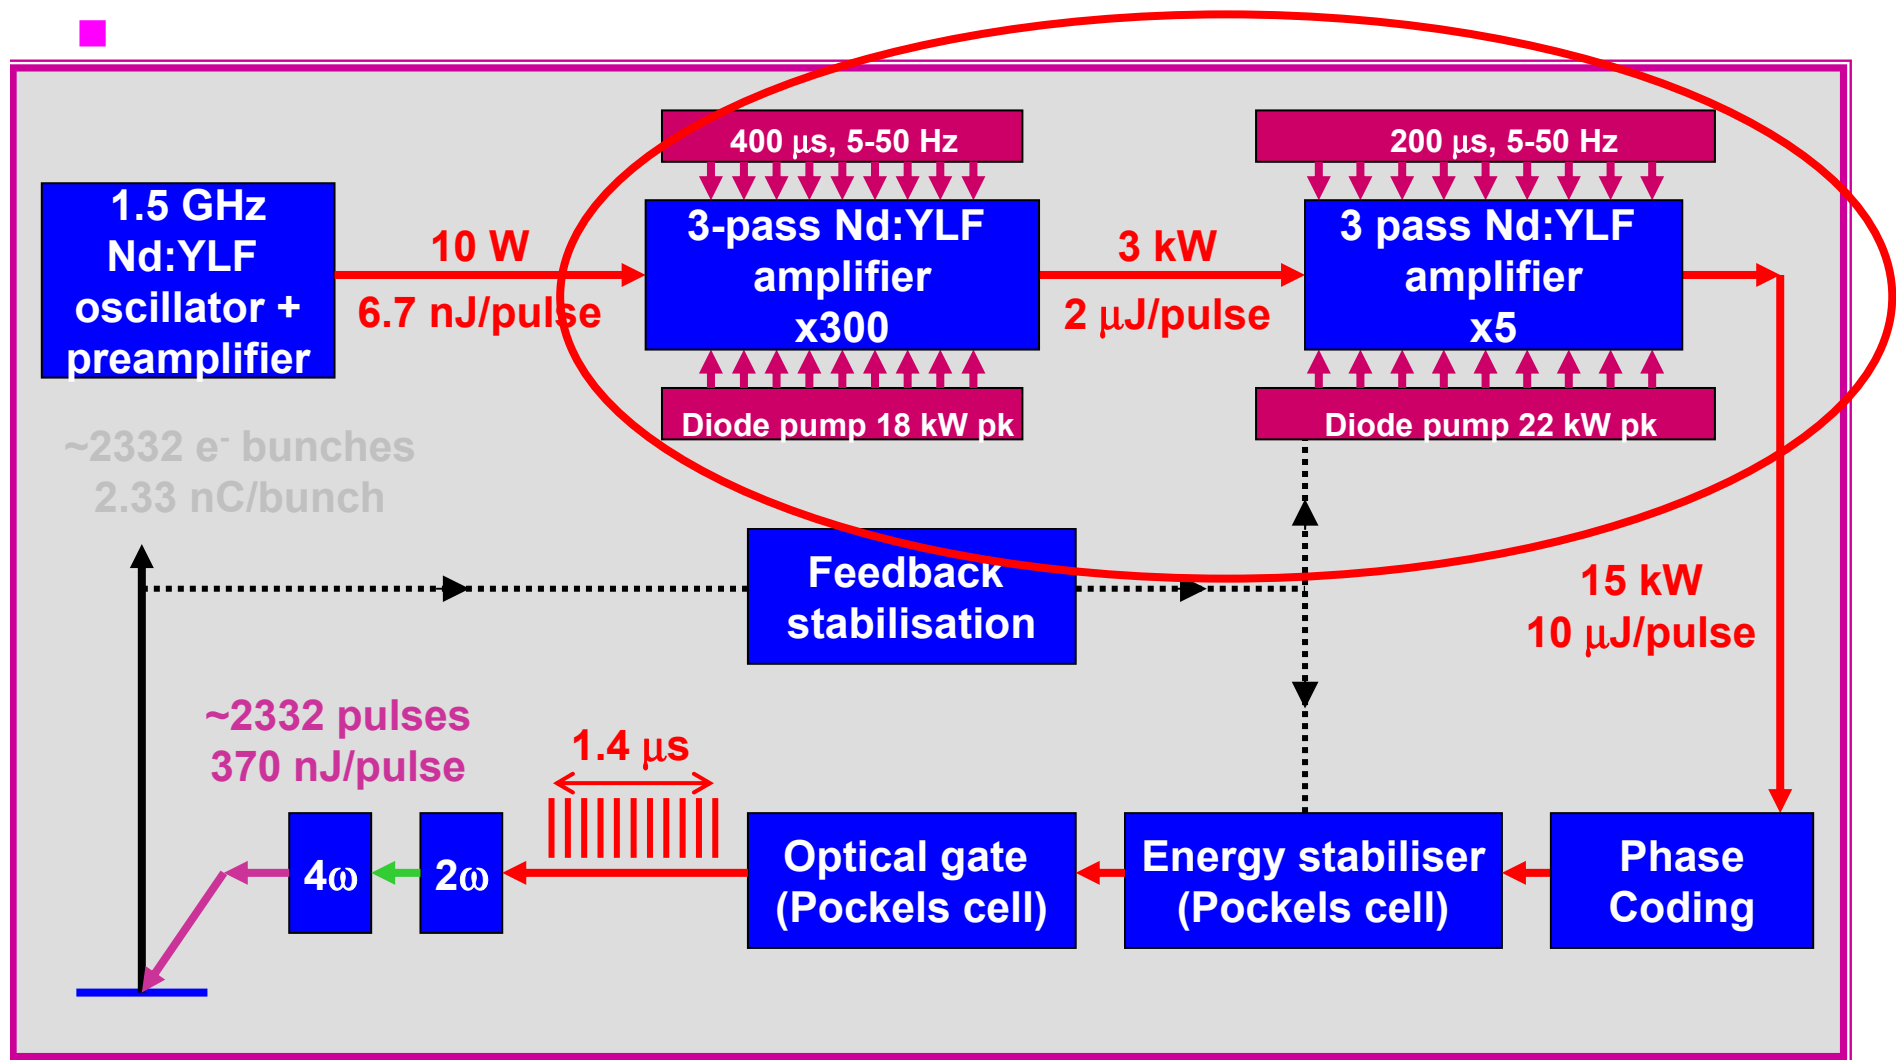 400 μs, 5-50 Hz
200 μs, 5-50 Hz
1.5 GHz
Nd:YLF
oscillator +
preamplifier
10 W
6.7 nJ/pulse
3-pass Nd:YLF
amplifier
x300
3 kW
2 μJ/pulse
3 pass Nd:YLF
amplifier
x5
Diode pump 18 kW pk
Diode pump 22 kW pk
~2332 e- bunches
2.33 nC/bunch
Feedback
stabilisation
15 kW
10 μJ/pulse
~2332 pulses
370 nJ/pulse
1.4 μs
4ω
2ω
Optical gate
(Pockels cell)
Energy stabiliser
(Pockels cell)
Phase
Coding